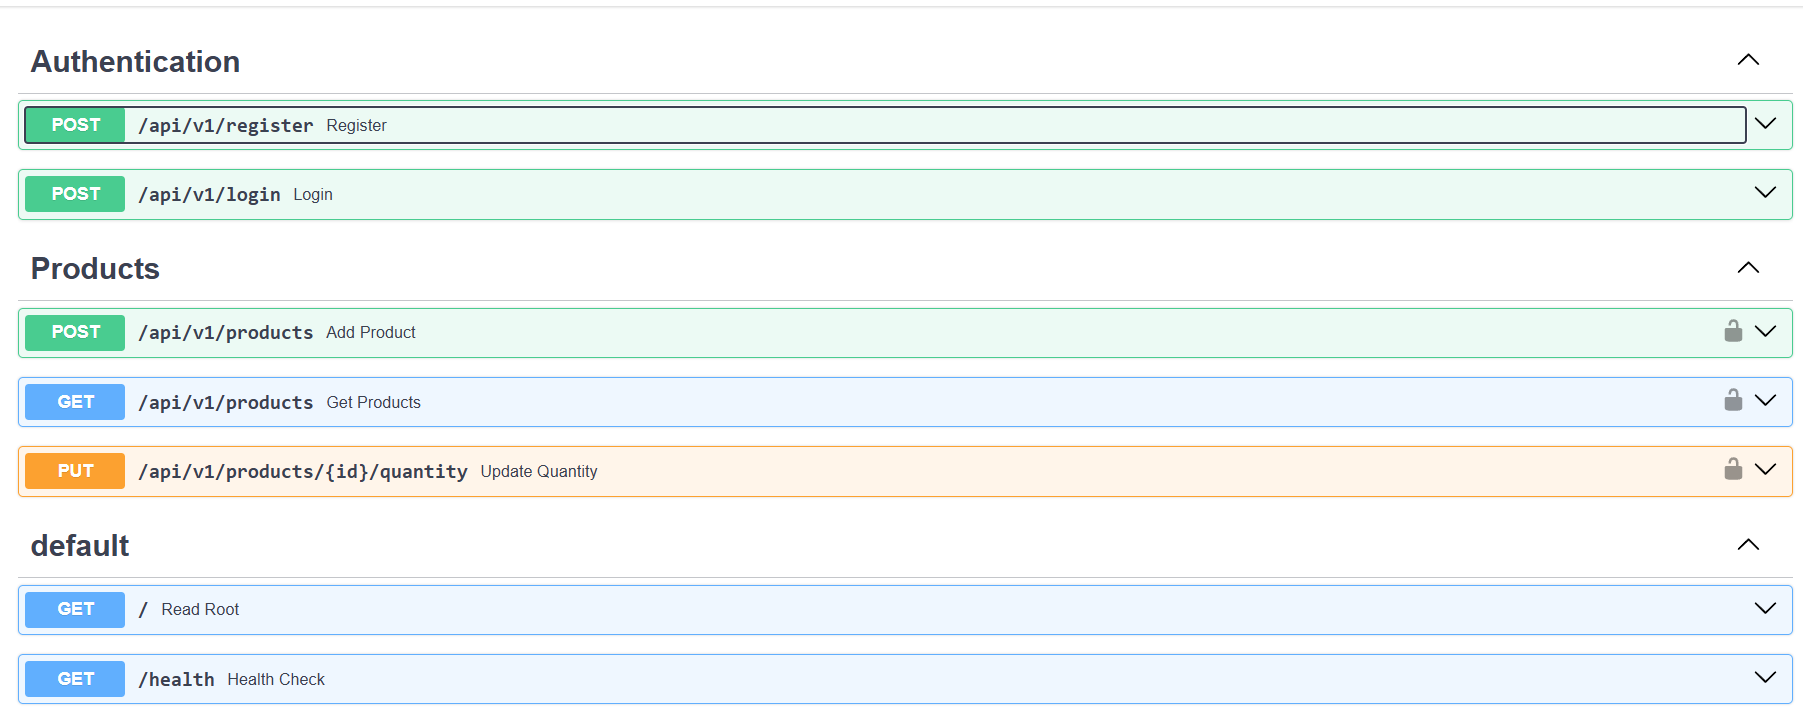 Authentication
POST /api/v1/register Register
POST /api/v1/login Login
Products
POST /api/v1/products Add Product
GET /api/v1/products Get Products
PUT /api/v1/products/{id}/quantity Update Quantity
default
GET / Read Root
GET /health Health Check